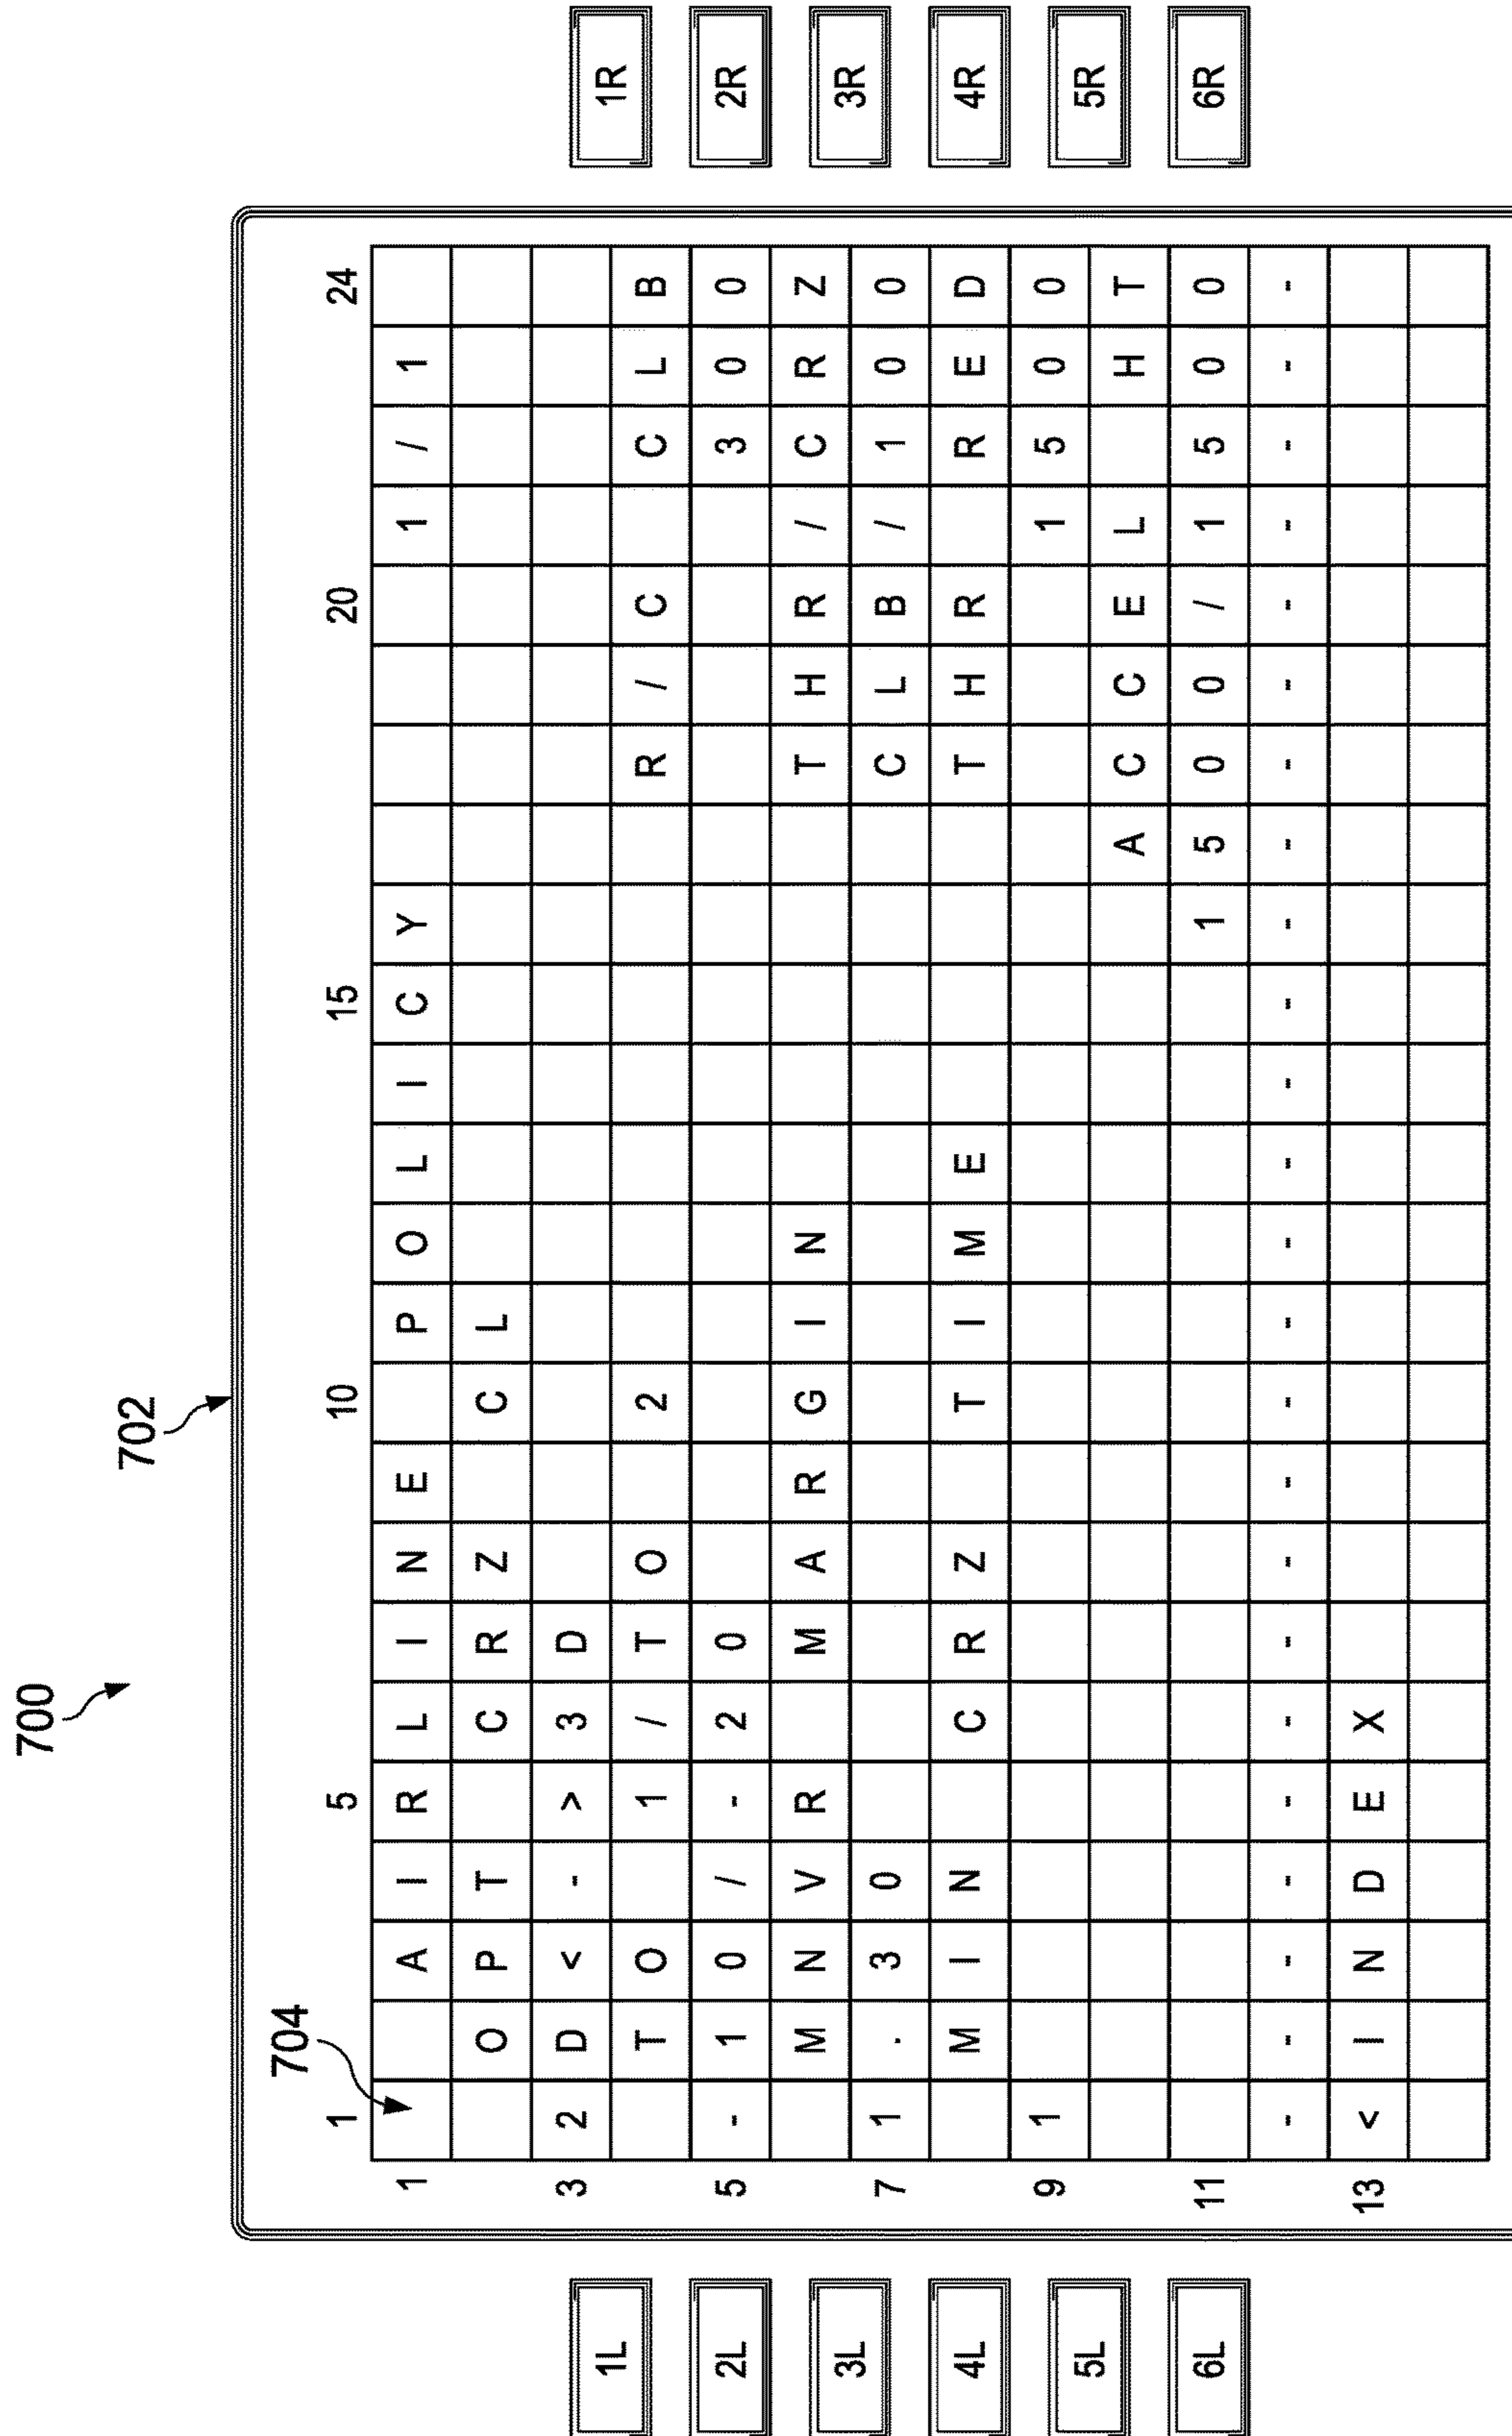 700
702
704
1 5 10 15 20 24
1 AIRLINE POLICY 1/1
OPT CRZ CL
3 2D<->3D
TO 1/TO 2 R/C CLB
5 -10/-20 300
MNVR MARGIN THR/CRZ
7 1.30 CLB/100
MIN CRZ TIME THR RED
9 1 1500
ACCEL HT
11 1500/1500
------------------------
13 <INDEX
1L 1R
2L 2R
3L 3R
4L 4R
5L 5R
6L 6R